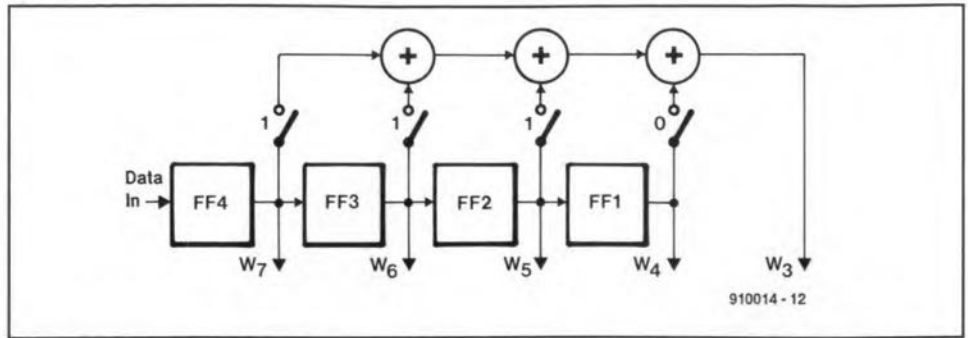 + + +
1 1 1 0
Data
In FF4 FF3 FF2 FF1
W7 W6 W5 W4 W3
910014 - 12